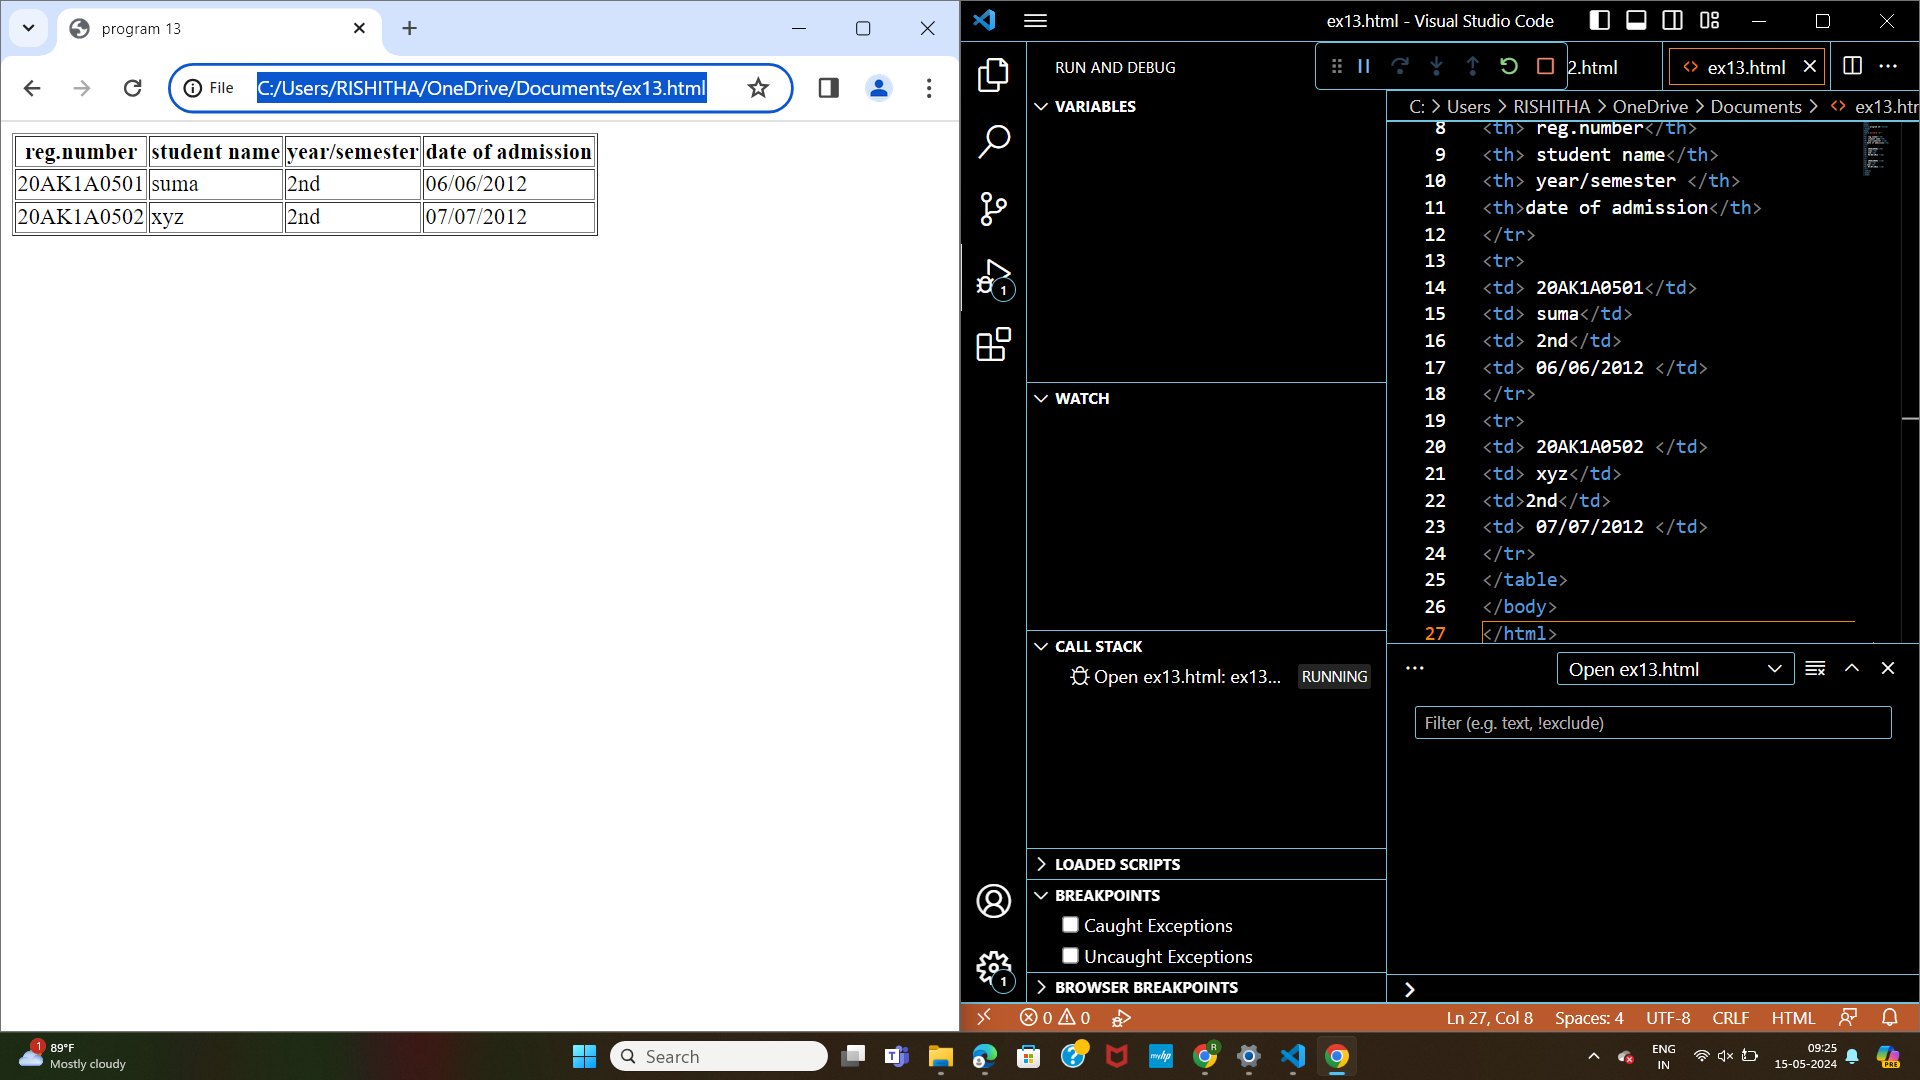 program 13
File
C:/Users/RISHITHA/OneDrive/Documents/ex13.html
reg.number student name year/semester date of admission
20AK1A0501 suma 2nd 06/06/2012
20AK1A0502 xyz 2nd 07/07/2012
ex13.html - Visual Studio Code
RUN AND DEBUG
2.html
ex13.html
C: > Users > RISHITHA > OneDrive > Documents > ex13.htm
VARIABLES
WATCH
CALL STACK
Open ex13.html: ex13... RUNNING
LOADED SCRIPTS
BREAKPOINTS
Caught Exceptions
Uncaught Exceptions
BROWSER BREAKPOINTS
1
1
8 <th> reg.number</th>
9 <th> student name</th>
10 <th> year/semester </th>
11 <th>date of admission</th>
12 </tr>
13 <tr>
14 <td> 20AK1A0501</td>
15 <td> suma</td>
16 <td> 2nd</td>
17 <td> 06/06/2012 </td>
18 </tr>
19 <tr>
20 <td> 20AK1A0502 </td>
21 <td> xyz</td>
22 <td>2nd</td>
23 <td> 07/07/2012 </td>
24 </tr>
25 </table>
26 </body>
27 </html>
Open ex13.html
Filter (e.g. text, !exclude)
0 0
Ln 27, Col 8 Spaces: 4 UTF-8 CRLF HTML
1
89°F
Mostly cloudy
Search
myhp
R
ENG
IN
09:25
15-05-2024
PRE